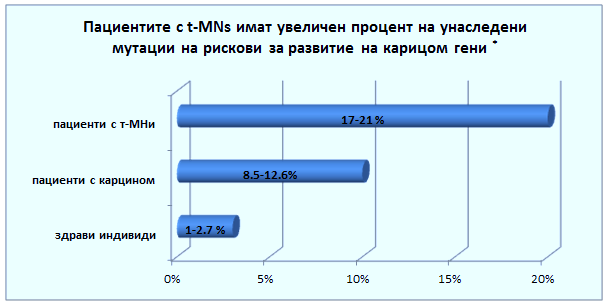 Пациентите с t-MNs имат увеличен процент на унаследени
мутации на рискови за развитие на карицом гени *
пациенти с т-МНи
17-21 %
пациенти с карцином
8.5-12.6%
здрави индивиди
1-2.7 %
0% 5% 10% 15% 20%